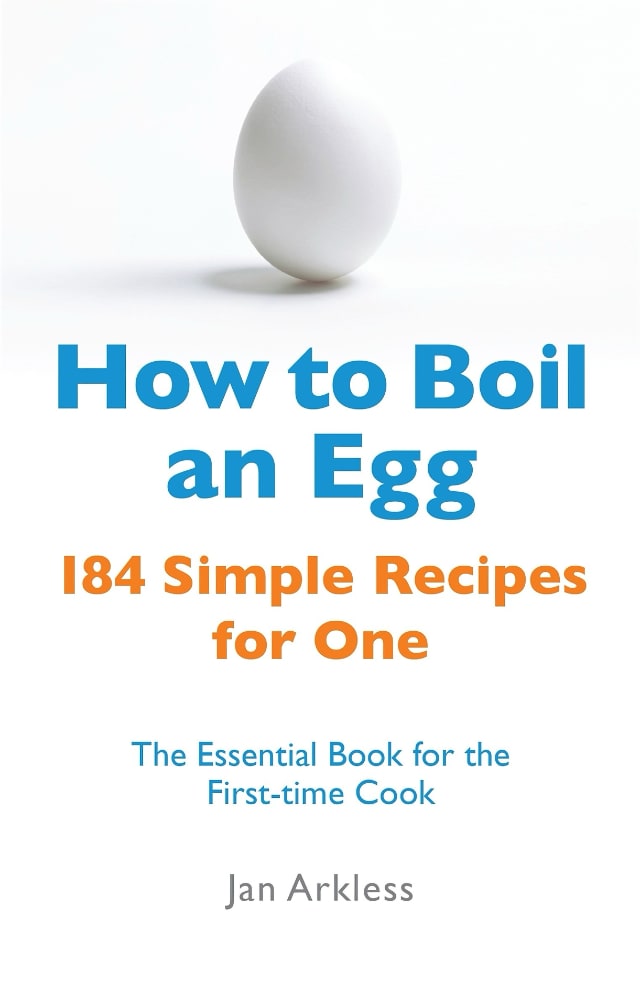 How to Boil
an Egg
184 Simple Recipes
for One
The Essential Book for the
First-time Cook
Jan Arkless